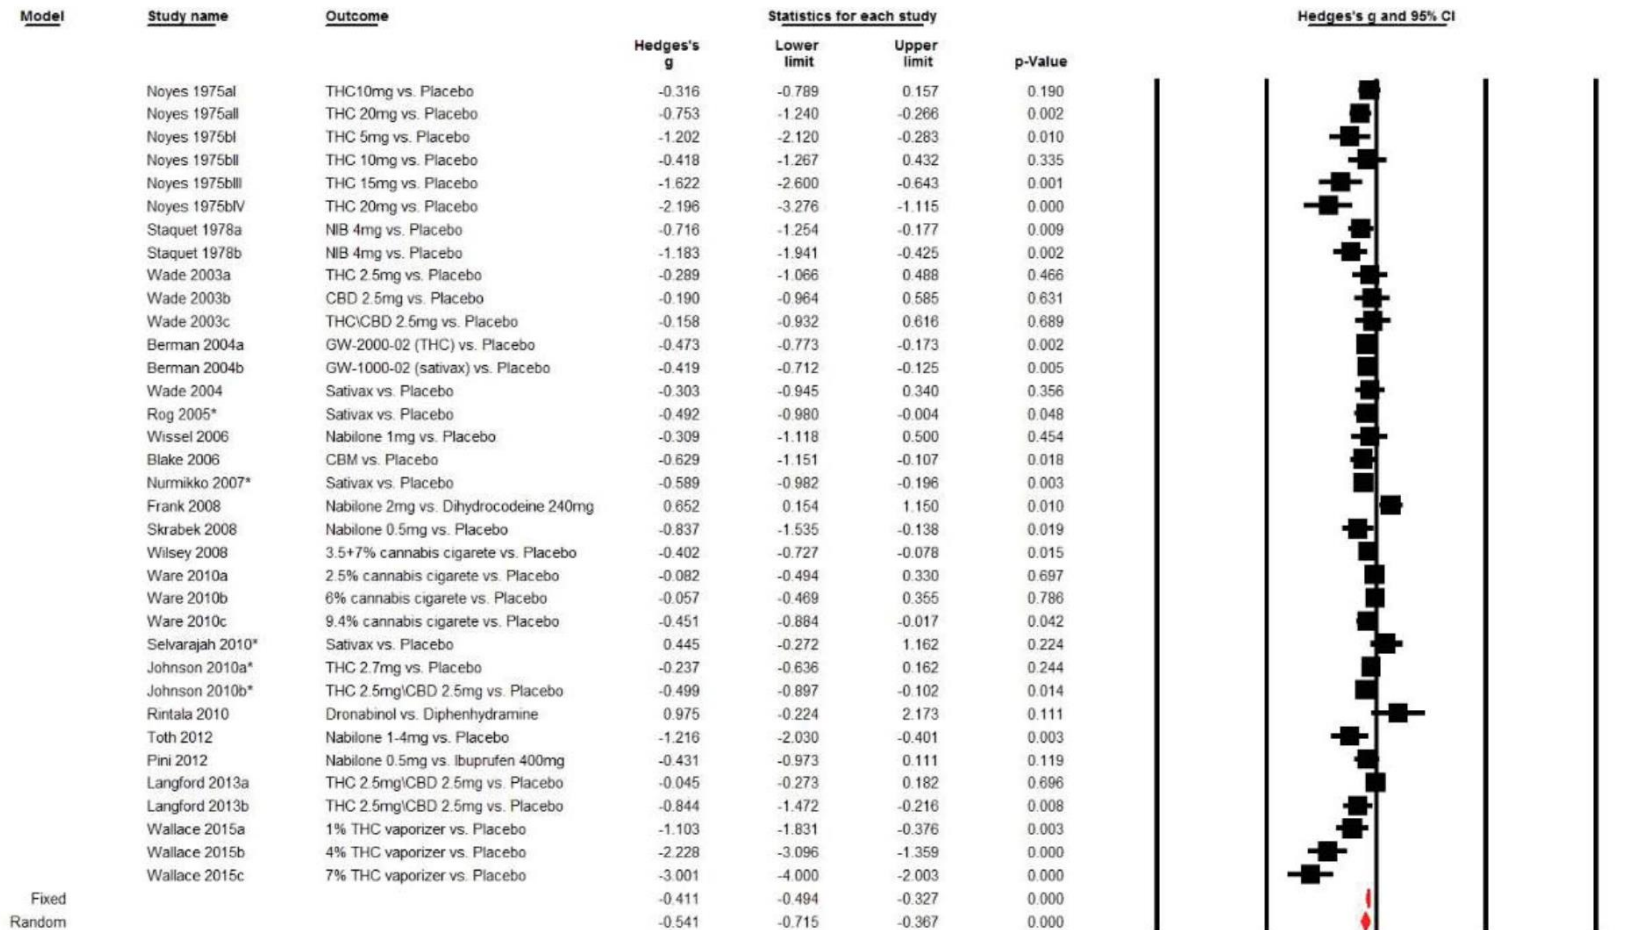 Model Study name Outcome Statistics for each study Hedges's g and 95% CI
Hedges's g Lower limit Upper limit p-Value
Noyes 1975aI THC10mg vs. Placebo -0.316 -0.789 0.157 0.190
Noyes 1975aII THC 20mg vs. Placebo -0.753 -1.240 -0.266 0.002
Noyes 1975bI THC 5mg vs. Placebo -1.202 -2.120 -0.283 0.010
Noyes 1975bII THC 10mg vs. Placebo -0.418 -1.267 0.432 0.335
Noyes 1975bIII THC 15mg vs. Placebo -1.622 -2.600 -0.643 0.001
Noyes 1975bIV THC 20mg vs. Placebo -2.196 -3.276 -1.115 0.000
Staquet 1978a NIB 4mg vs. Placebo -0.716 -1.254 -0.177 0.009
Staquet 1978b NIB 4mg vs. Placebo -1.183 -1.941 -0.425 0.002
Wade 2003a THC 2.5mg vs. Placebo -0.289 -1.066 0.488 0.466
Wade 2003b CBD 2.5mg vs. Placebo -0.190 -0.964 0.585 0.631
Wade 2003c THC\CBD 2.5mg vs. Placebo -0.158 -0.932 0.616 0.689
Berman 2004a GW-2000-02 (THC) vs. Placebo -0.473 -0.773 -0.173 0.002
Berman 2004b GW-1000-02 (sativax) vs. Placebo -0.419 -0.712 -0.125 0.005
Wade 2004 Sativax vs. Placebo -0.303 -0.945 0.340 0.356
Rog 2005* Sativax vs. Placebo -0.492 -0.980 -0.004 0.048
Wissel 2006 Nabilone 1mg vs. Placebo -0.309 -1.118 0.500 0.454
Blake 2006 CBM vs. Placebo -0.629 -1.151 -0.107 0.018
Nurmikko 2007* Sativax vs. Placebo -0.589 -0.982 -0.196 0.003
Frank 2008 Nabilone 2mg vs. Dihydrocodeine 240mg 0.652 0.154 1.150 0.010
Skrabek 2008 Nabilone 0.5mg vs. Placebo -0.837 -1.535 -0.138 0.019
Wilsey 2008 3.5+7% cannabis cigarete vs. Placebo -0.402 -0.727 -0.078 0.015
Ware 2010a 2.5% cannabis cigarete vs. Placebo -0.082 -0.494 0.330 0.697
Ware 2010b 6% cannabis cigarete vs. Placebo -0.057 -0.469 0.355 0.786
Ware 2010c 9.4% cannabis cigarete vs. Placebo -0.451 -0.884 -0.017 0.042
Selvarajah 2010* Sativax vs. Placebo 0.445 -0.272 1.162 0.224
Johnson 2010a* THC 2.7mg vs. Placebo -0.237 -0.636 0.162 0.244
Johnson 2010b* THC 2.5mg\CBD 2.5mg vs. Placebo -0.499 -0.897 -0.102 0.014
Rintala 2010 Dronabinol vs. Diphenhydramine 0.975 -0.224 2.173 0.111
Toth 2012 Nabilone 1-4mg vs. Placebo -1.216 -2.030 -0.401 0.003
Pini 2012 Nabilone 0.5mg vs. Ibuprufen 400mg -0.431 -0.973 0.111 0.119
Langford 2013a THC 2.5mg\CBD 2.5mg vs. Placebo -0.045 -0.273 0.182 0.696
Langford 2013b THC 2.5mg\CBD 2.5mg vs. Placebo -0.844 -1.472 -0.216 0.008
Wallace 2015a 1% THC vaporizer vs. Placebo -1.103 -1.831 -0.376 0.003
Wallace 2015b 4% THC vaporizer vs. Placebo -2.228 -3.096 -1.359 0.000
Wallace 2015c 7% THC vaporizer vs. Placebo -3.001 -4.000 -2.003 0.000
Fixed -0.411 -0.494 -0.327 0.000
Random -0.541 -0.715 -0.367 0.000